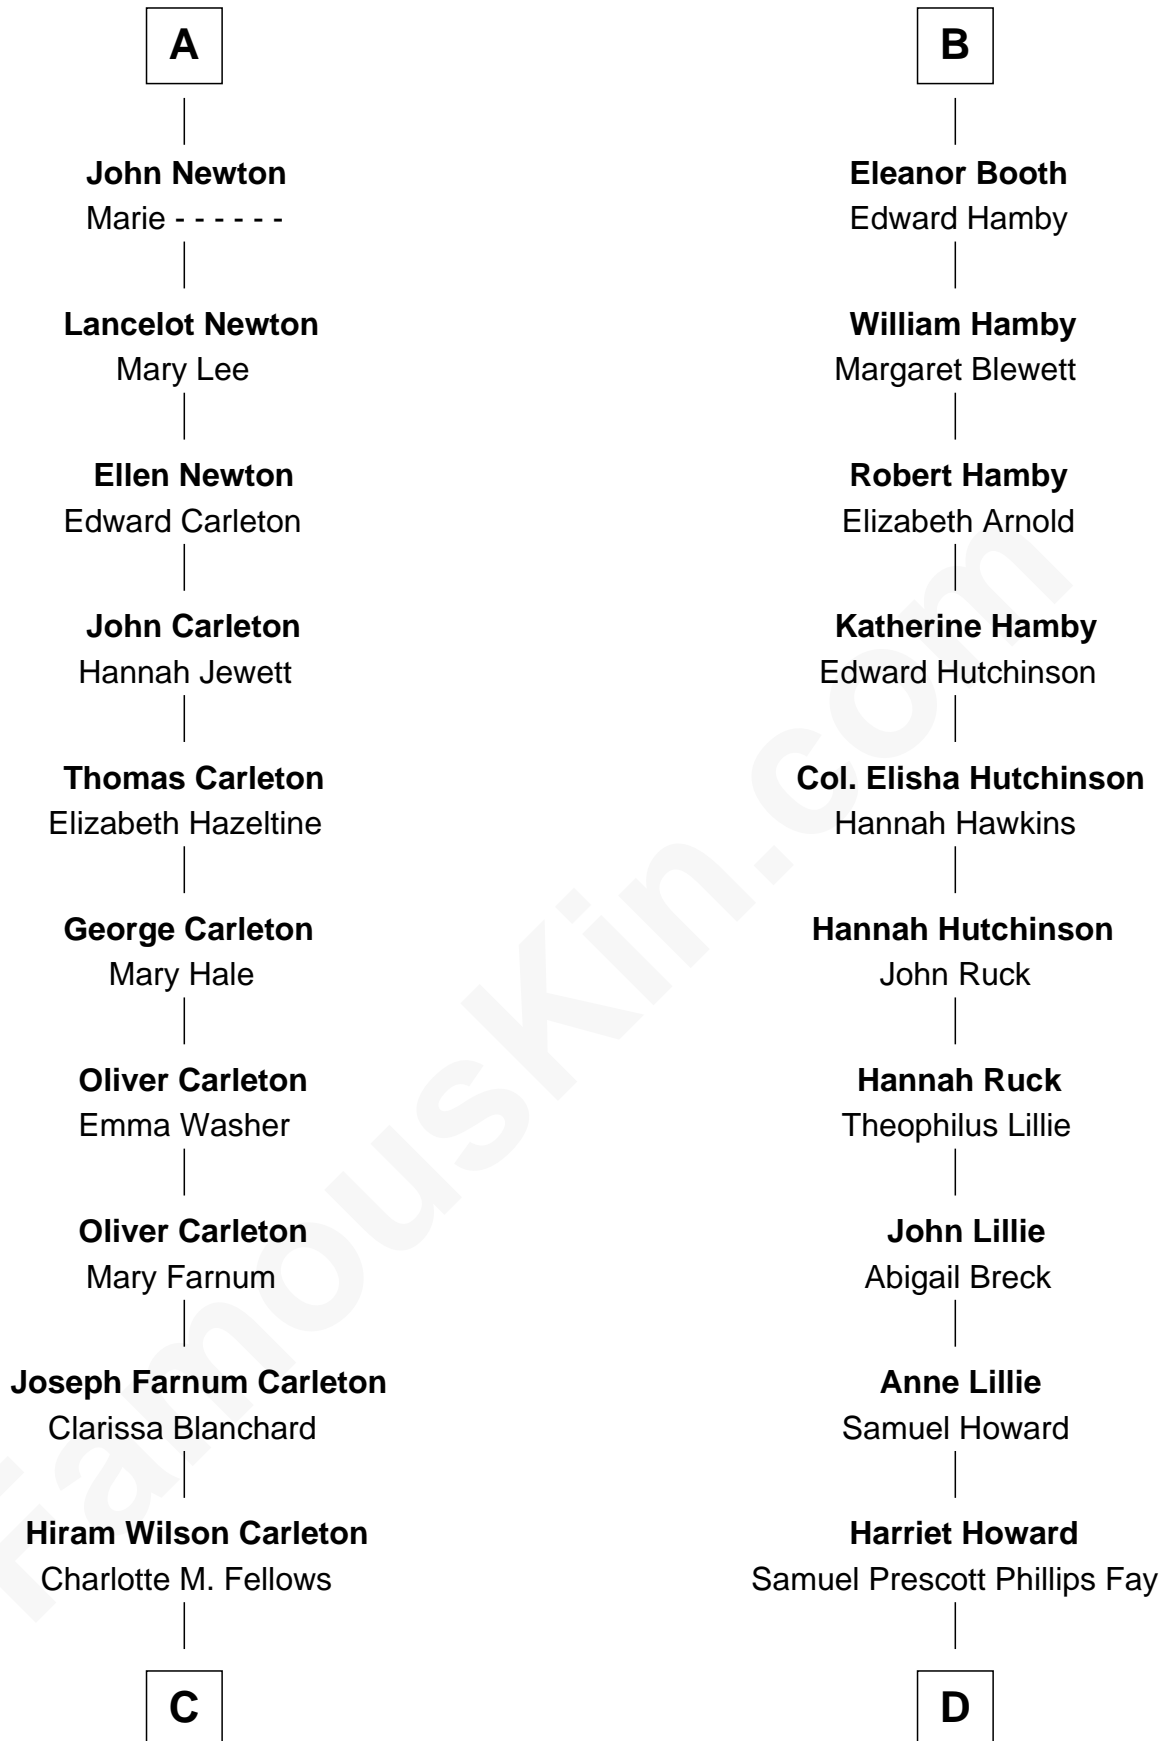 A
John Newton
Marie - - - - - -
Lancelot Newton
Mary Lee
Ellen Newton
Edward Carleton
John Carleton
Hannah Jewett
Thomas Carleton
Elizabeth Hazeltine
George Carleton
Mary Hale
Oliver Carleton
Emma Washer
Oliver Carleton
Mary Farnum
Joseph Farnum Carleton
Clarissa Blanchard
Hiram Wilson Carleton
Charlotte M. Fellows
C
B
Eleanor Booth
Edward Hamby
William Hamby
Margaret Blewett
Robert Hamby
Elizabeth Arnold
Katherine Hamby
Edward Hutchinson
Col. Elisha Hutchinson
Hannah Hawkins
Hannah Hutchinson
John Ruck
Hannah Ruck
Theophilus Lillie
John Lillie
Abigail Breck
Anne Lillie
Samuel Howard
Harriet Howard
Samuel Prescott Phillips Fay
D
FamousKin.com